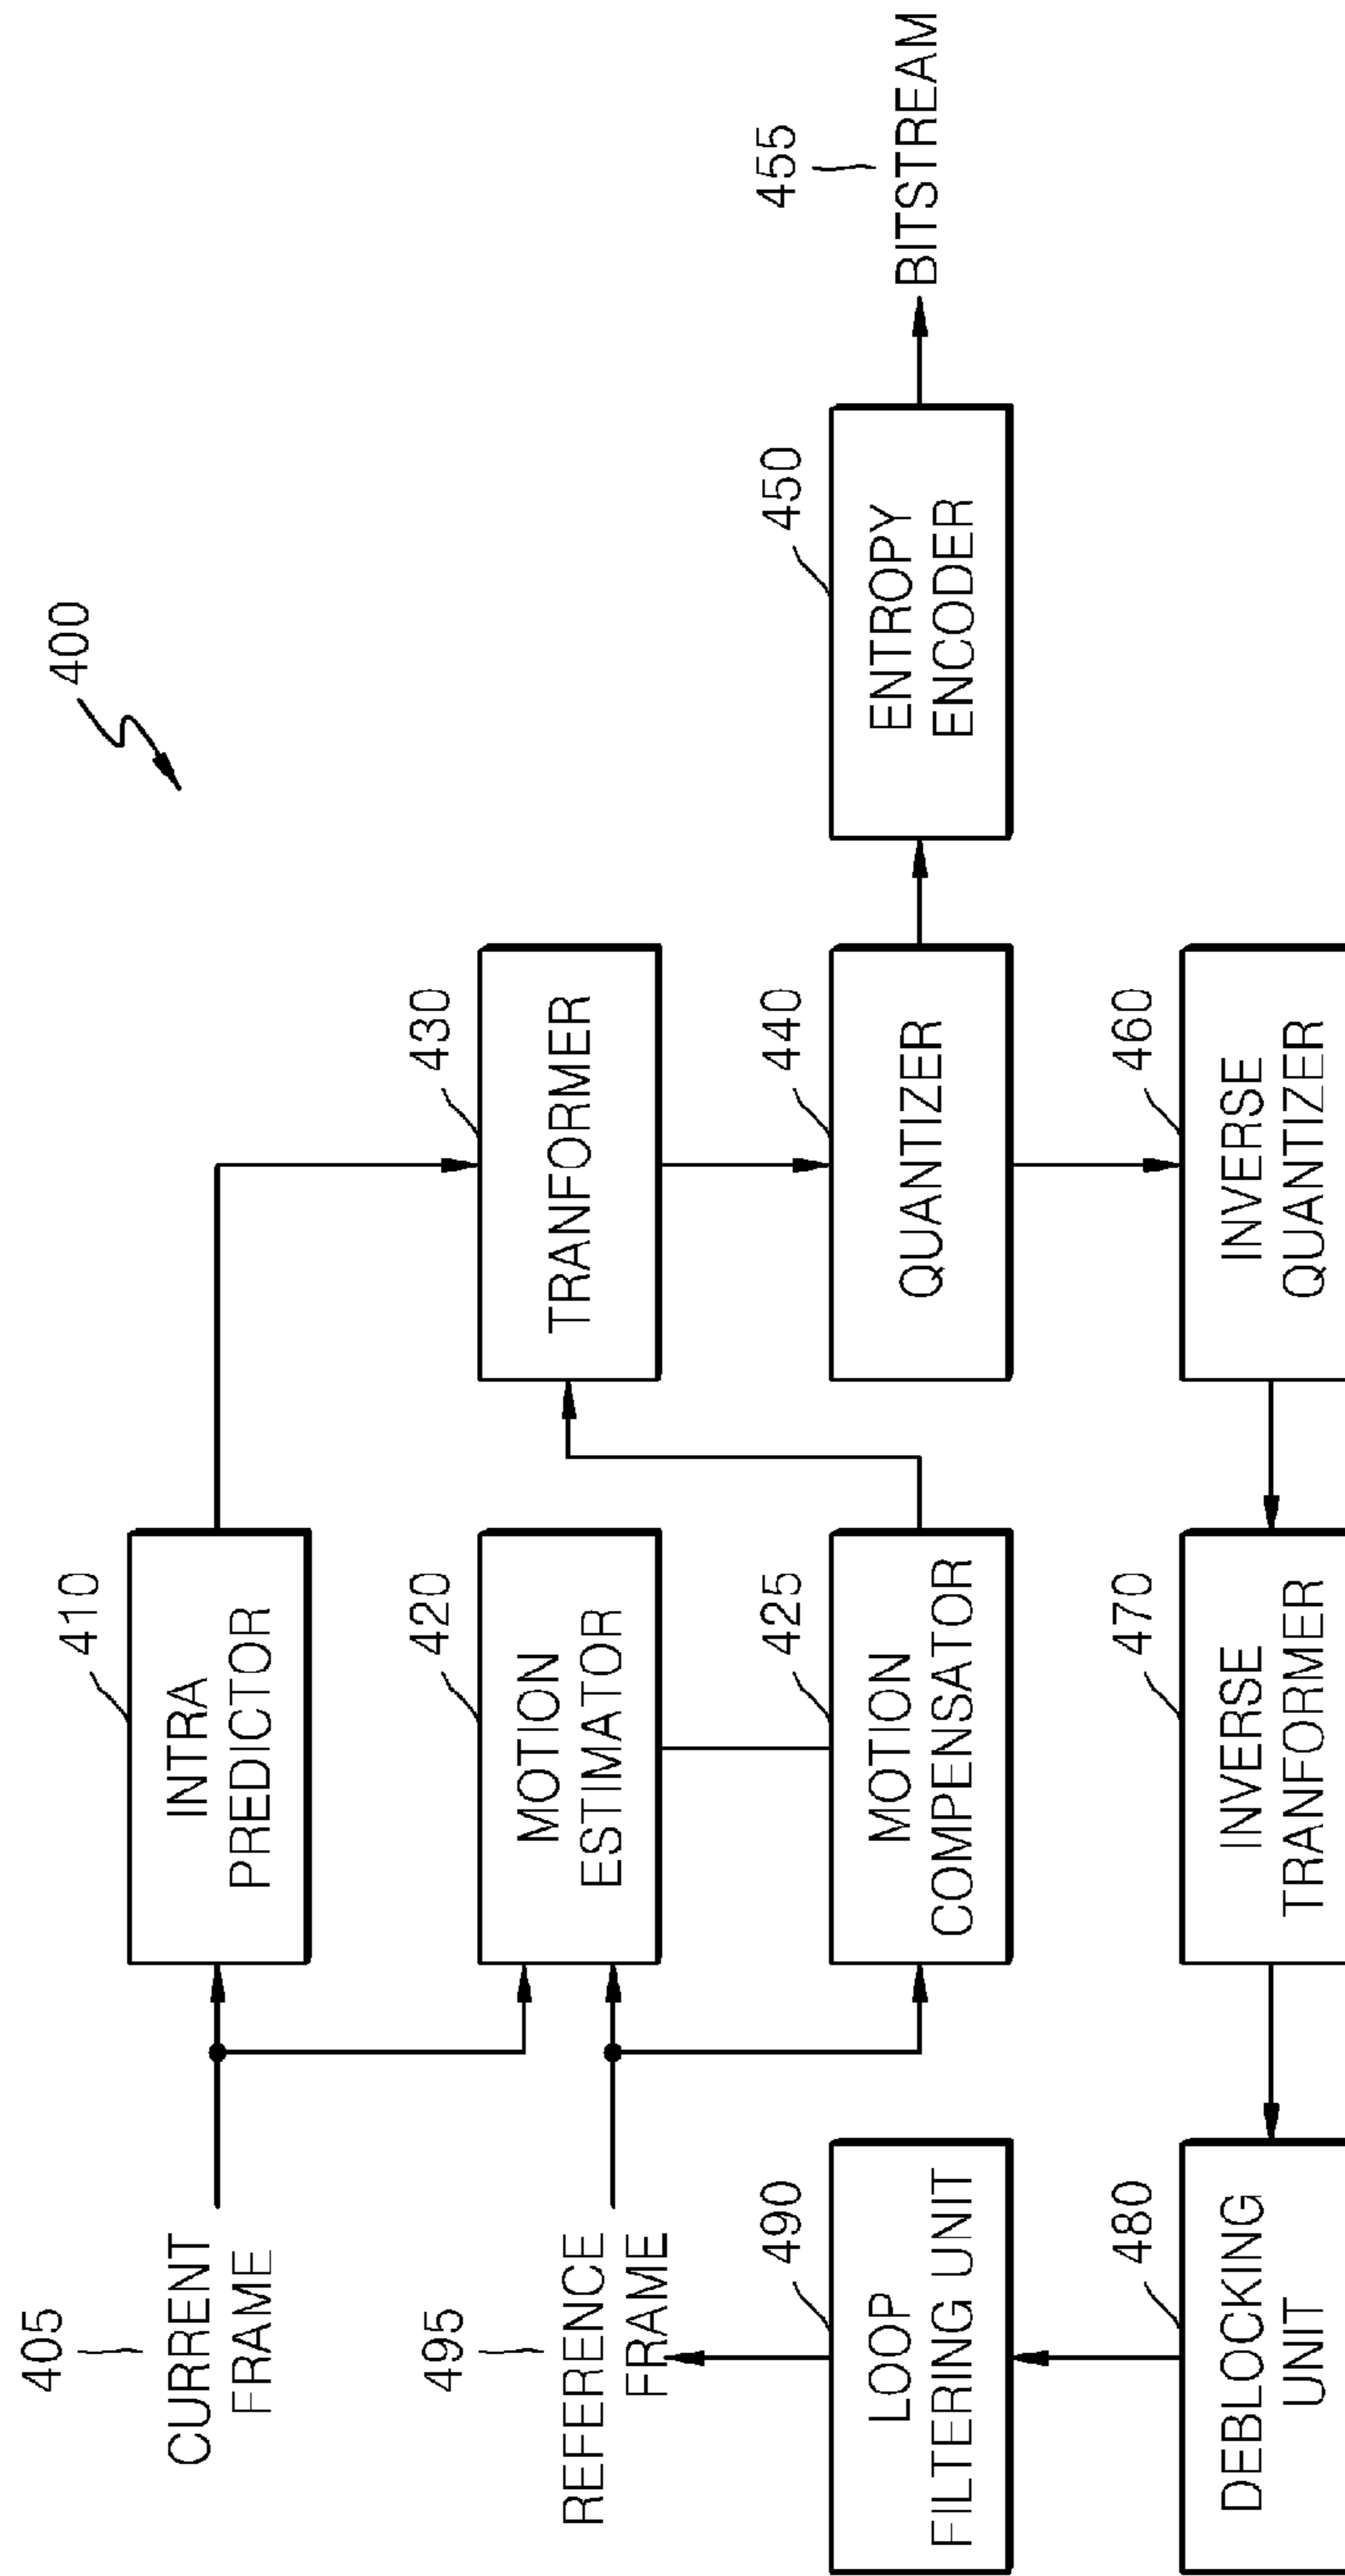 400
405
CURRENT
FRAME
410
INTRA
PREDICTOR
495
REFERENCE
FRAME
420
MOTION
ESTIMATOR
430
TRANFORMER
490
LOOP
FILTERING UNIT
425
MOTION
COMPENSATOR
440
QUANTIZER
450
ENTROPY
ENCODER
455
BITSTREAM
480
DEBLOCKING
UNIT
470
INVERSE
TRANFORMER
460
INVERSE
QUANTIZER